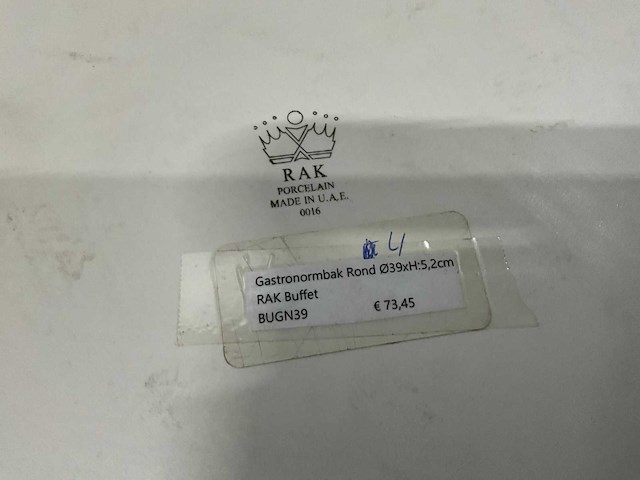 RAK
PORCELAIN
MADE IN U.A.E.
0016
4
Gastronormbak Rond Ø39xH:5,2cm
RAK Buffet
BUGN39 € 73,45